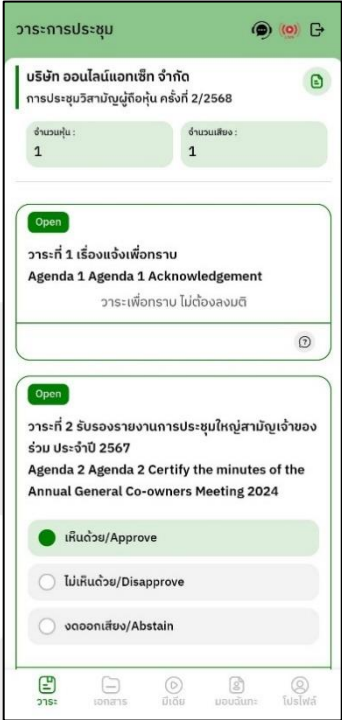 วาระการประชุม
บริษัท ออนไลน์แอทเซ็ท จำกัด
การประชุมวิสามัญผู้ถือหุ้น ครั้งที่ 2/2568
จำนวนหุ้น :
1
จำนวนเสียง :
1
Open
วาระที่ 1 เรื่องแจ้งเพื่อทราบ
Agenda 1 Agenda 1 Acknowledgement
วาระเพื่อทราบ ไม่ต้องลงมติ
Open
วาระที่ 2 รับรองรายงานการประชุมใหญ่สามัญเจ้าของ
ร่วม ประจำปี 2567
Agenda 2 Agenda 2 Certify the minutes of the
Annual General Co-owners Meeting 2024
เห็นด้วย/Approve
ไม่เห็นด้วย/Disapprove
งดออกเสียง/Abstain
วาระ
เอกสาร
มีเดีย
มอบฉันทะ
โปรไฟล์